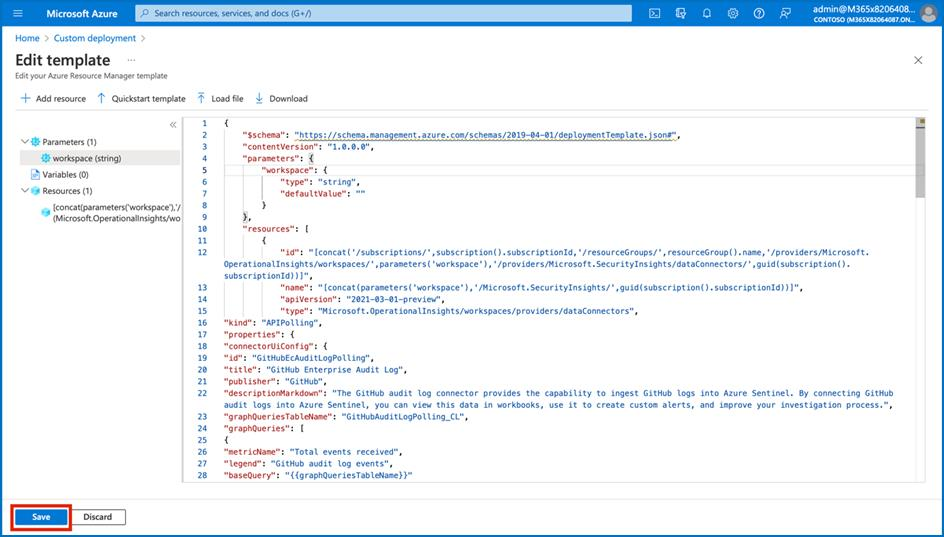 Microsoft Azure
Search resources, services, and docs (G+/)
admin@M365x8206408...
CONTOSO (M365X82064087.ON...
Home > Custom deployment >
Edit template ...
Edit your Azure Resource Manager template
Add resource Quickstart template Load file Download
Parameters (1)
workspace (string)
Variables (0)
Resources (1)
[concat(parameters('workspace'),'/
(Microsoft.OperationalInsights/wo
1 {
2 "$schema": "https://schema.management.azure.com/schemas/2019-04-01/deploymentTemplate.json#",
3 "contentVersion": "1.0.0.0",
4 "parameters": {
5 "workspace": {
6 "type": "string",
7 "defaultValue": ""
8 }
9 },
10 "resources": [
11 {
12 "id": "[concat('/subscriptions/',subscription().subscriptionId,'/resourceGroups/',resourceGroup().name,'/providers/Microsoft.
OperationalInsights/workspaces/',parameters('workspace'),'/providers/Microsoft.SecurityInsights/dataConnectors/',guid(subscription().
subscriptionId))]",
13 "name": "[concat(parameters('workspace'),'/Microsoft.SecurityInsights/',guid(subscription().subscriptionId))]",
14 "apiVersion": "2021-03-01-preview",
15 "type": "Microsoft.OperationalInsights/workspaces/providers/dataConnectors",
16 "kind": "APIPolling",
17 "properties": {
18 "connectorUiConfig": {
19 "id": "GitHubEcAuditLogPolling",
20 "title": "GitHub Enterprise Audit Log",
21 "publisher": "GitHub",
22 "descriptionMarkdown": "The GitHub audit log connector provides the capability to ingest GitHub logs into Azure Sentinel. By connecting GitHub
audit logs into Azure Sentinel, you can view this data in workbooks, use it to create custom alerts, and improve your investigation process.",
23 "graphQueriesTableName": "GitHubAuditLogPolling_CL",
24 "graphQueries": [
25 {
26 "metricName": "Total events received",
27 "legend": "GitHub audit log events",
28 "baseQuery": "{{graphQueriesTableName}}"
Save Discard